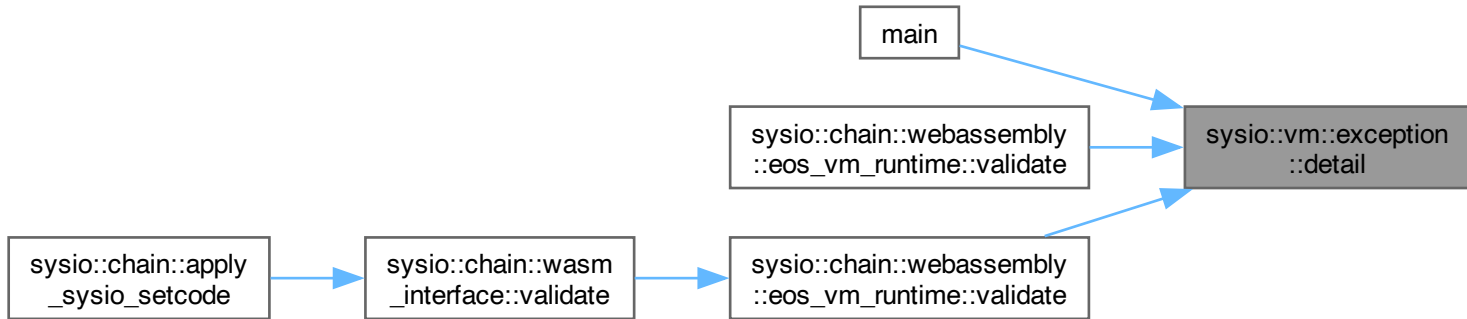 main
sysio::chain::webassembly
::eos_vm_runtime::validate
sysio::vm::exception
::detail
sysio::chain::apply
_sysio_setcode
sysio::chain::wasm
_interface::validate
sysio::chain::webassembly
::eos_vm_runtime::validate